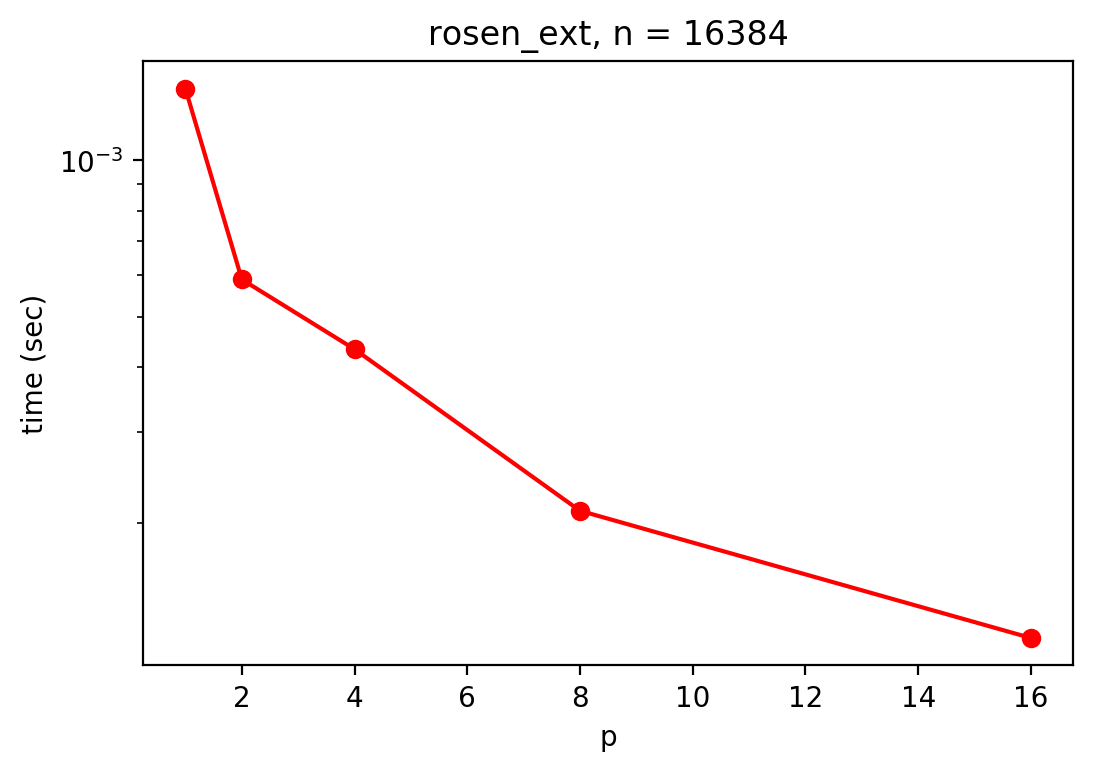 rosen_ext, n = 16384
10⁻³
time (sec)
2 4 6 8 10 12 14 16
p